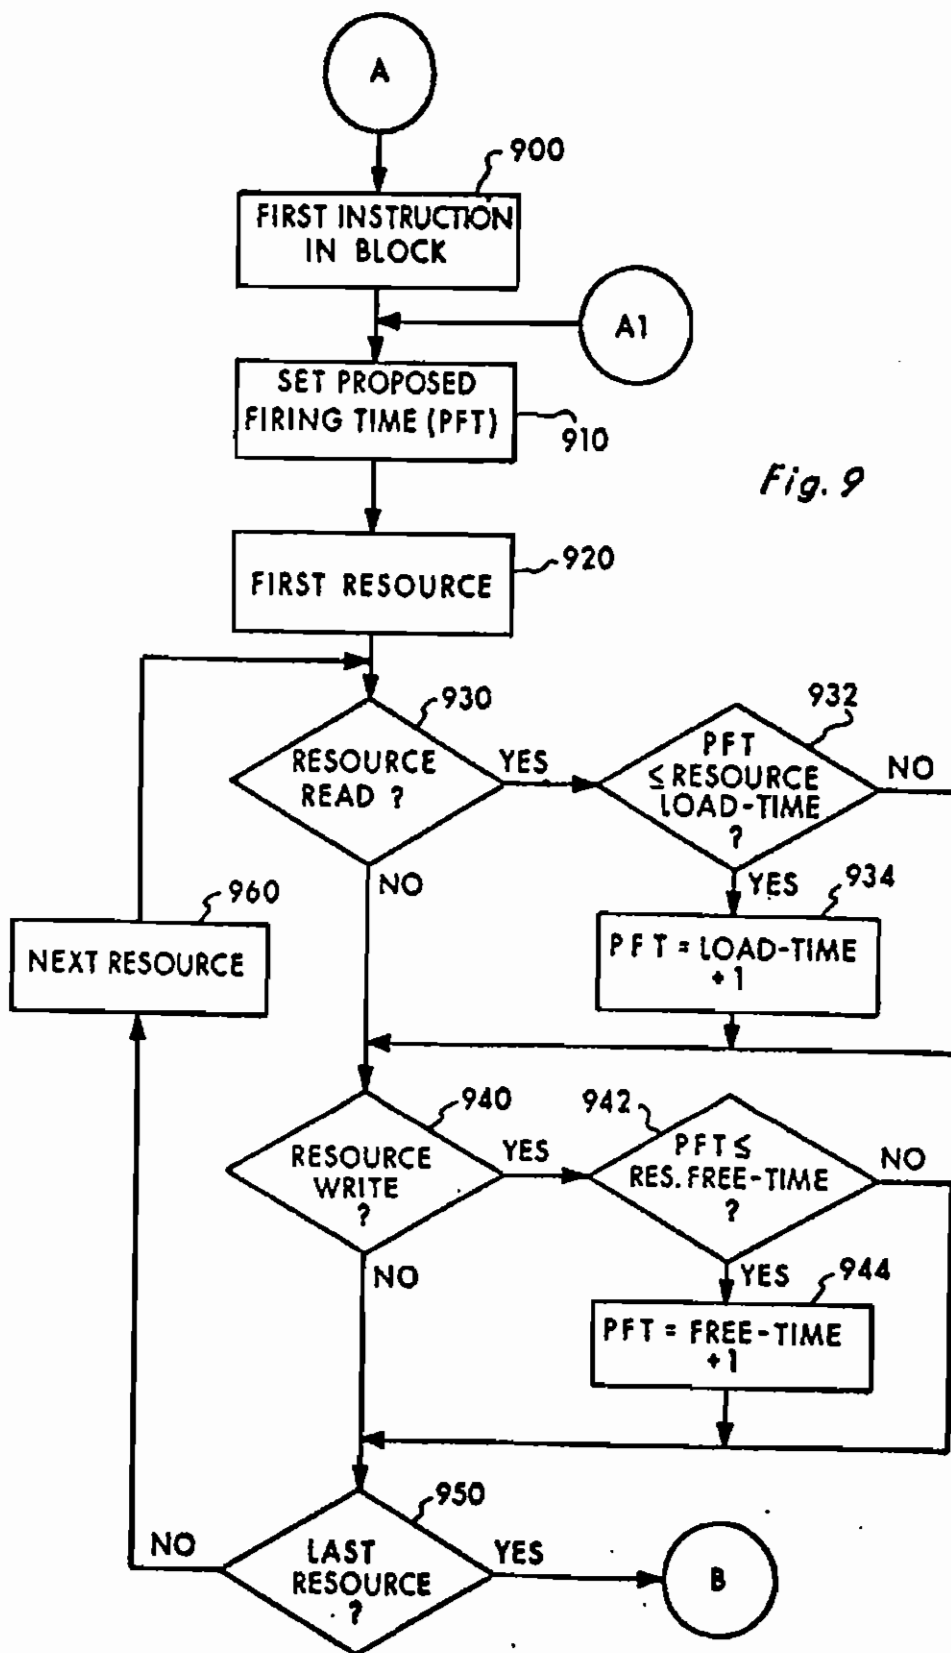 A
900
FIRST INSTRUCTION
IN BLOCK
A1
SET PROPOSED
FIRING TIME (PFT)
910
Fig. 9
FIRST RESOURCE
920
930
RESOURCE
READ ?
YES
NO
932
PFT
≤ RESOURCE
LOAD-TIME
?
NO
YES
934
PFT = LOAD-TIME
+1
960
NEXT RESOURCE
940
RESOURCE
WRITE
?
YES
NO
942
PFT ≤
RES. FREE-TIME
?
NO
YES
944
PFT = FREE-TIME
+1
950
LAST
RESOURCE
?
NO
YES
B